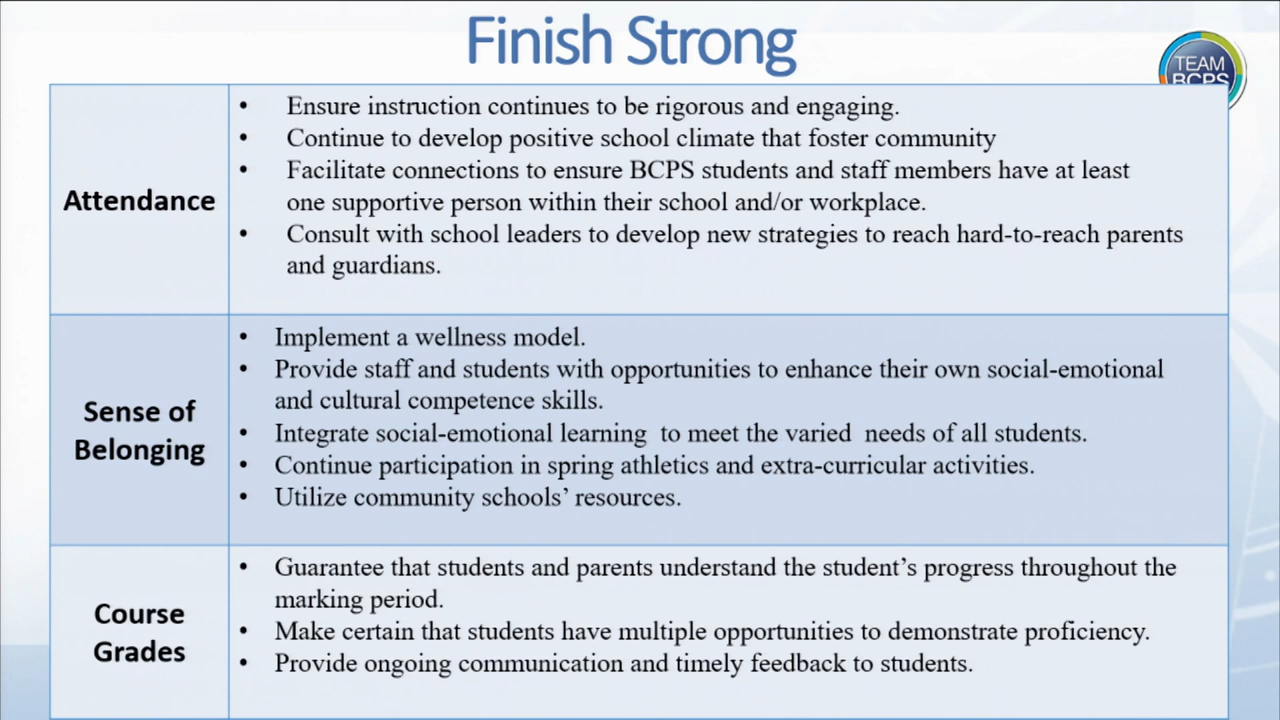 Finish Strong
TEAM
BCPS
Attendance
• Ensure instruction continues to be rigorous and engaging.
• Continue to develop positive school climate that foster community
• Facilitate connections to ensure BCPS students and staff members have at least
one supportive person within their school and/or workplace.
• Consult with school leaders to develop new strategies to reach hard-to-reach parents
and guardians.
Sense of
Belonging
• Implement a wellness model.
• Provide staff and students with opportunities to enhance their own social-emotional
and cultural competence skills.
• Integrate social-emotional learning  to meet the varied  needs of all students.
• Continue participation in spring athletics and extra-curricular activities.
• Utilize community schools’ resources.
Course
Grades
• Guarantee that students and parents understand the student’s progress throughout the
marking period.
• Make certain that students have multiple opportunities to demonstrate proficiency.
• Provide ongoing communication and timely feedback to students.